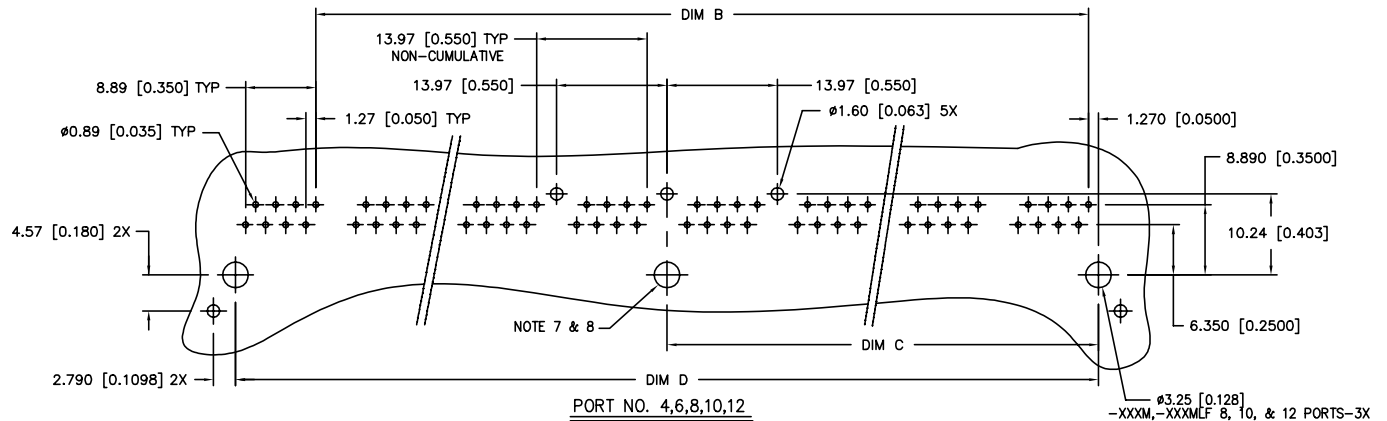 DIM B
13.97 [0.550] TYP
NON-CUMULATIVE
8.89 [0.350] TYP
13.97 [0.550]
13.97 [0.550]
ø0.89 [0.035] TYP
1.27 [0.050] TYP
ø1.60 [0.063] 5X
1.270 [0.0500]
8.890 [0.3500]
4.57 [0.180] 2X
10.24 [0.403]
NOTE 7 & 8
6.350 [0.2500]
DIM C
2.790 [0.1098] 2X
DIM D
ø3.25 [0.128]
-XXXM,-XXXMLF 8, 10, & 12 PORTS-3X
PORT NO. 4,6,8,10,12